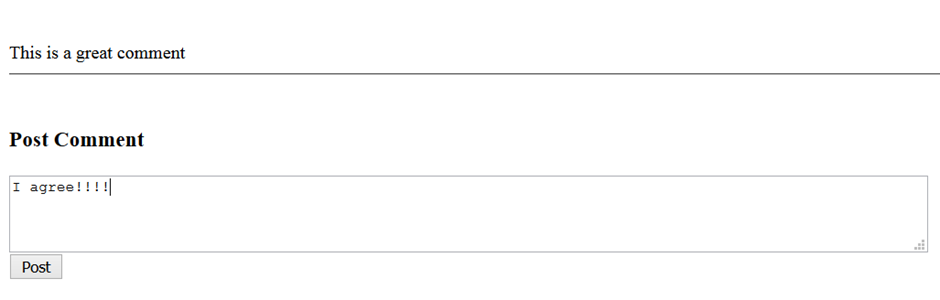 This is a great comment
Post Comment
I agree!!!!
Post